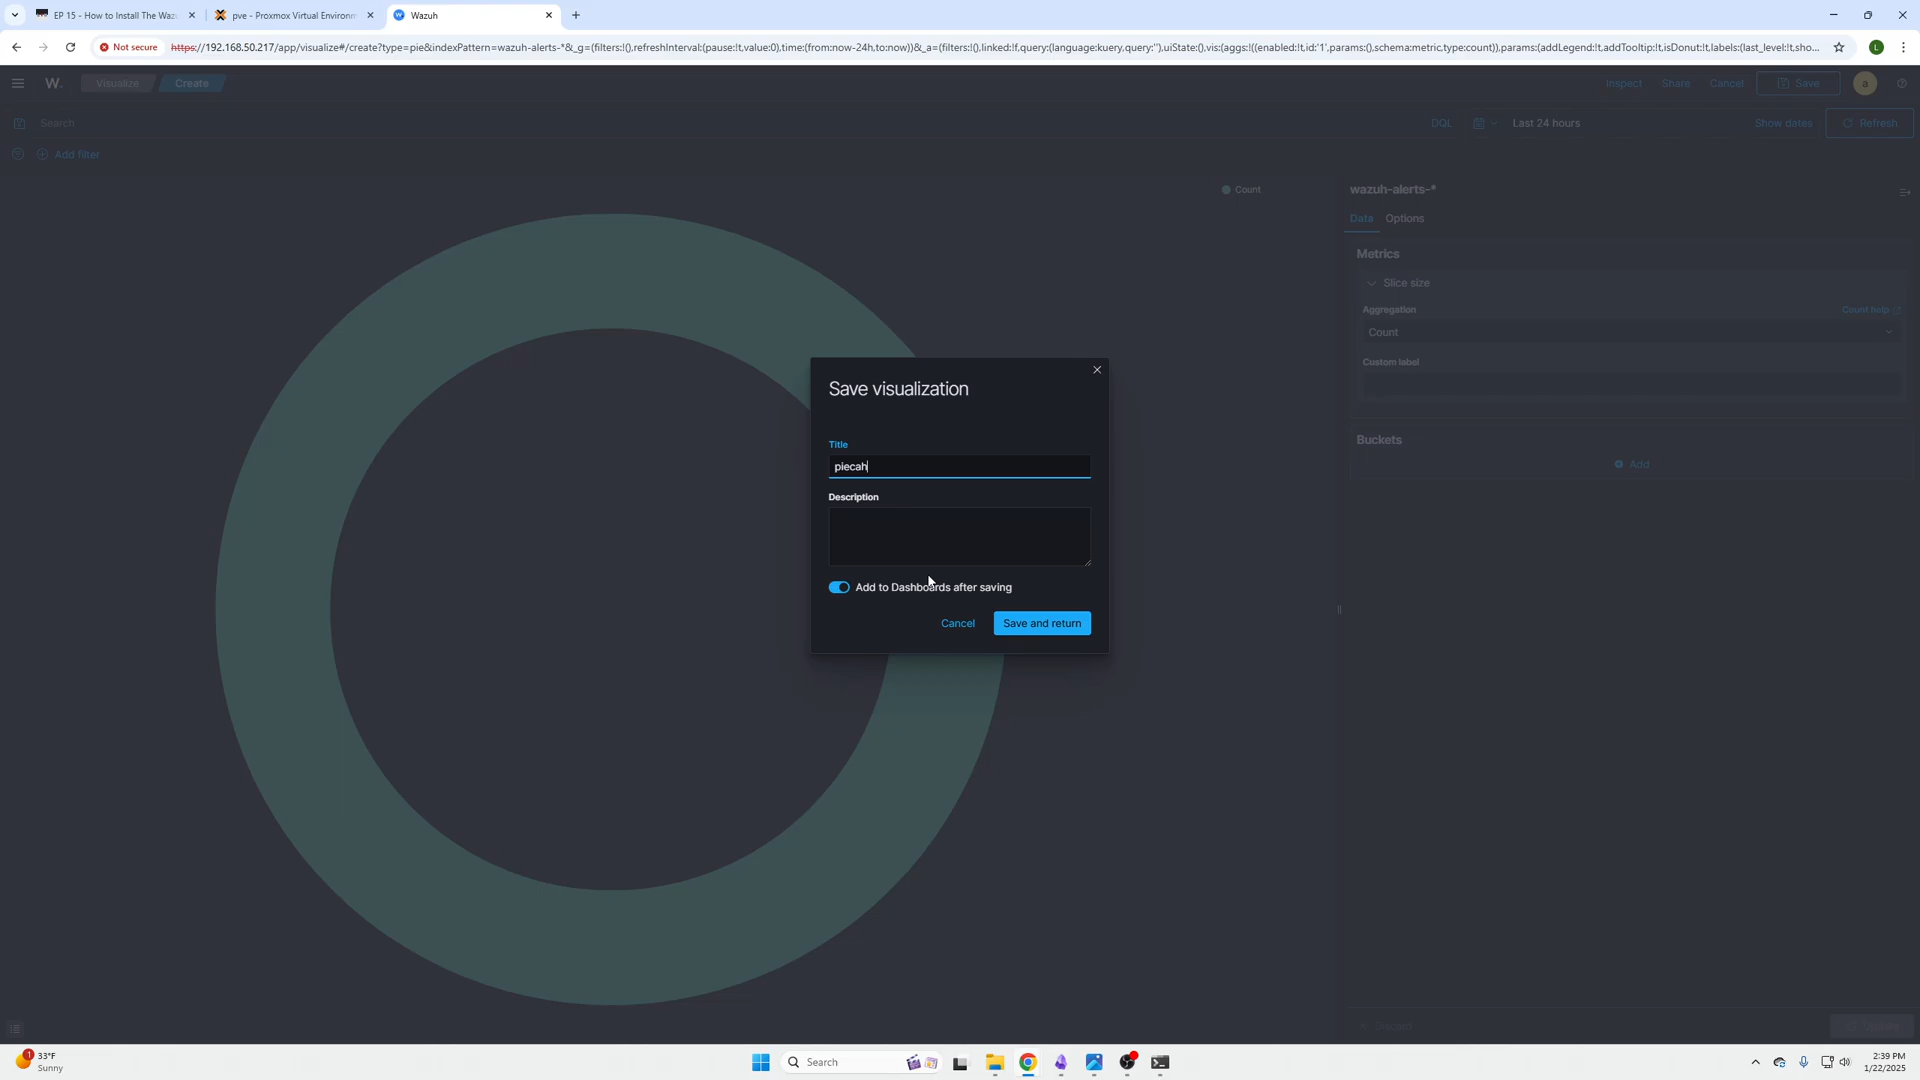 EP 15 - How to Install The Wazu
pve - Proxmox Virtual Environm
Wazuh
Not secure
https://192.168.50.217/app/visualize#/create?type=pie&indexPattern=wazuh-alerts-*&_g=(filters:!(),refreshInterval:(pause:!t,value:0),time:(from:now-24h,to:now))&_a=(filters:!(),linked:!f,query:(language:kuery,query:''),uiState:(),vis:(aggs:!((enabled:!t,id:'1',params:(),schema:metric,type:count)),params:(addLegend:!t,addTooltip:!t,isDonut:!t,labels:(last_level:!t,sho...
L
W.
Visualize
Create
Inspect
Share
Cancel
Save
a
Search
DQL
Last 24 hours
Show dates
Refresh
Add filter
Count
wazuh-alerts-*
Data
Options
Metrics
Slice size
Aggregation
Count help
Count
Custom label
Buckets
Add
Save visualization
Title
piecah
Description
Add to Dashboards after saving
Cancel
Save and return
Discard
Update
1
33°F
Sunny
Search
2:39 PM
1/22/2025